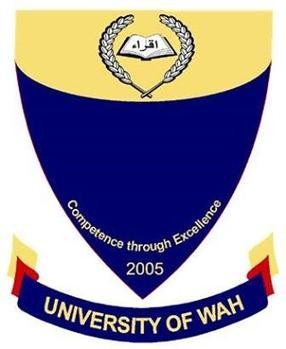 اقراء
Competence through Excellence
2005
UNIVERSITY OF WAH